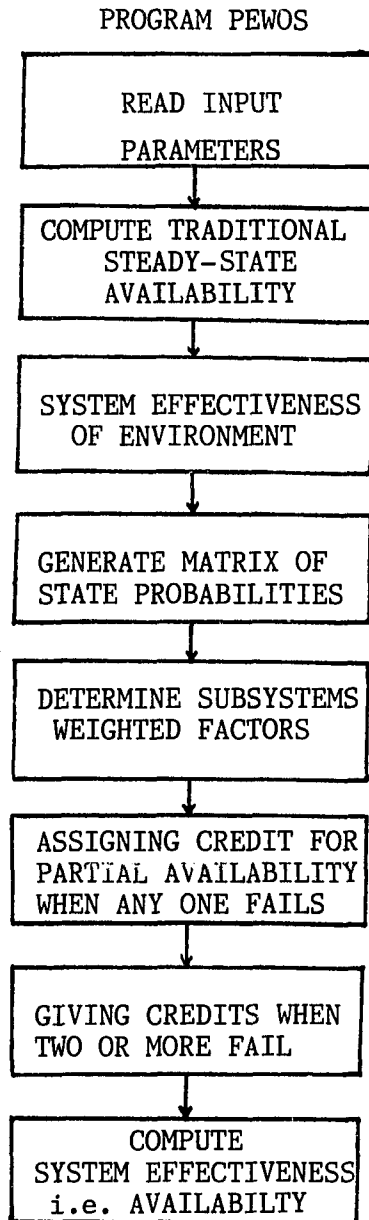 PROGRAM PEWOS
READ INPUT
PARAMETERS
COMPUTE TRADITIONAL
STEADY-STATE
AVAILABILITY
SYSTEM EFFECTIVENESS
OF ENVIRONMENT
GENERATE MATRIX OF
STATE PROBABILITIES
DETERMINE SUBSYSTEMS
WEIGHTED FACTORS
ASSIGNING CREDIT FOR
PARTIAL AVAILABILITY
WHEN ANY ONE FAILS
GIVING CREDITS WHEN
TWO OR MORE FAIL
COMPUTE
SYSTEM EFFECTIVENESS
i.e. AVAILABILTY